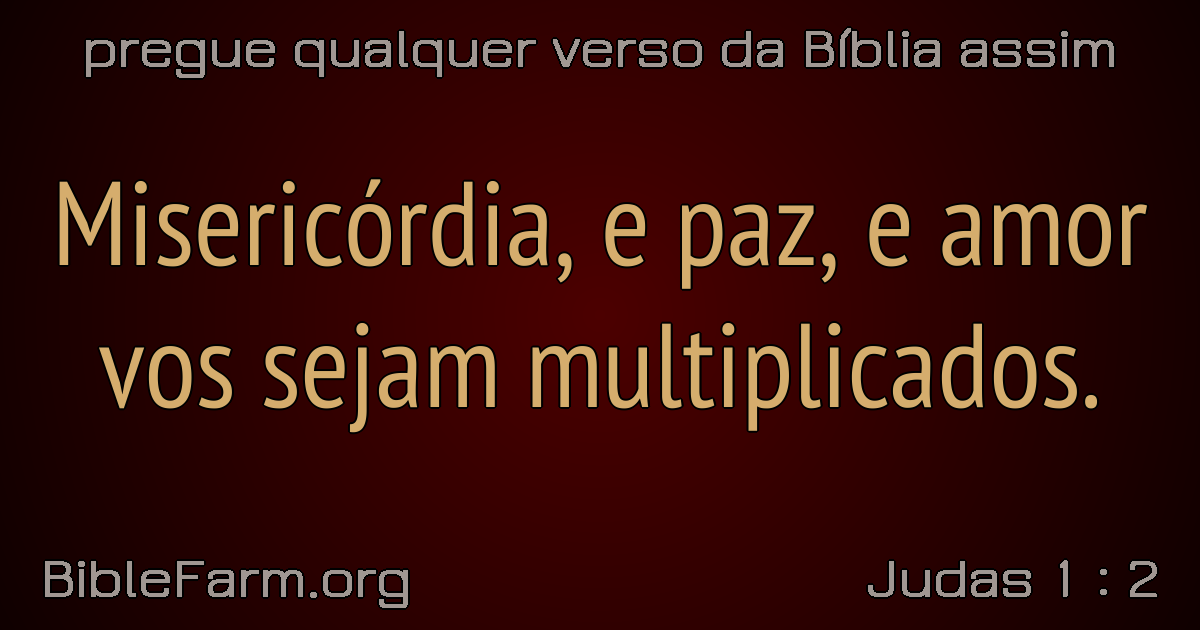 pregue qualquer verso da Bíblia assim
Misericórdia, e paz, e amor
vos sejam multiplicados.
BibleFarm.org
Judas 1 : 2